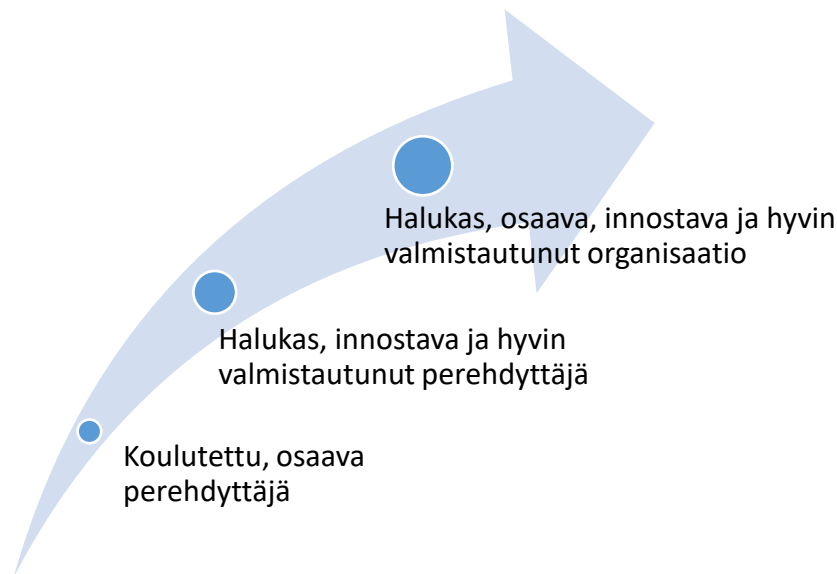 Halukas, osaava, innostava ja hyvin
valmistautunut organisaatio
Halukas, innostava ja hyvin
valmistautunut perehdyttäjä
Koulutettu, osaava
perehdyttäjä